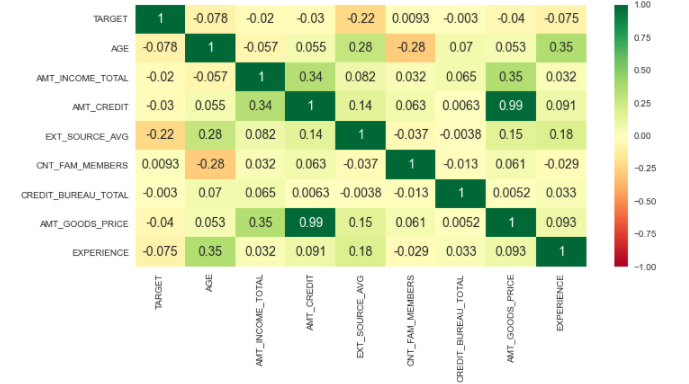 TARGET 1 -0.078 -0.02 -0.03 -0.22 0.0093 -0.003 -0.04 -0.075 1.00
AGE -0.078 1 -0.057 0.055 0.28 -0.28 0.07 0.053 0.35 0.75
AMT_INCOME_TOTAL -0.02 -0.057 1 0.34 0.082 0.032 0.065 0.35 0.032 0.50
AMT_CREDIT -0.03 0.055 0.34 1 0.14 0.063 0.0063 0.99 0.091 0.25
EXT_SOURCE_AVG -0.22 0.28 0.082 0.14 1 -0.037 -0.0038 0.15 0.18 0.00
CNT_FAM_MEMBERS 0.0093 -0.28 0.032 0.063 -0.037 1 -0.013 0.061 -0.029 -0.25
CREDIT_BUREAU_TOTAL -0.003 0.07 0.065 0.0063 -0.0038 -0.013 1 0.0052 0.033 -0.50
AMT_GOODS_PRICE -0.04 0.053 0.35 0.99 0.15 0.061 0.0052 1 0.093 -0.75
EXPERIENCE -0.075 0.35 0.032 0.091 0.18 -0.029 0.033 0.093 1 -1.00
TARGET
AGE
AMT_INCOME_TOTAL
AMT_CREDIT
EXT_SOURCE_AVG
CNT_FAM_MEMBERS
CREDIT_BUREAU_TOTAL
AMT_GOODS_PRICE
EXPERIENCE